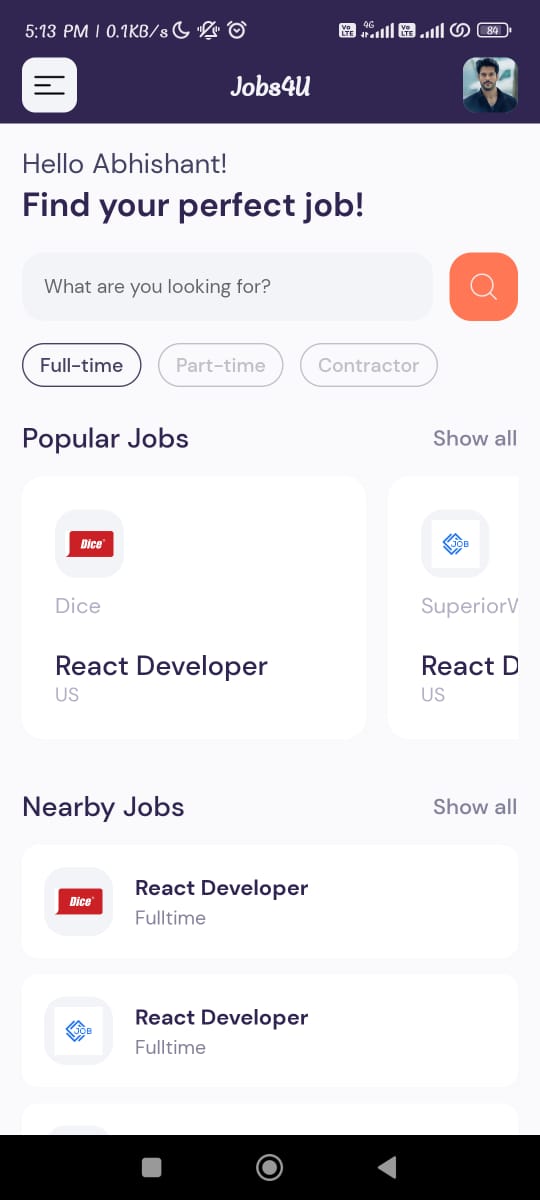 5:13 PM | 0.1KB/s
Vo LTE 4G Vo LTE 84
Jobs4U
Hello Abhishant!
Find your perfect job!
What are you looking for?
Full-time Part-time Contractor
Popular Jobs Show all
Dice JOB
Dice SuperiorW
React Developer React D
US US
Nearby Jobs Show all
Dice
React Developer
Fulltime
JOB
React Developer
Fulltime